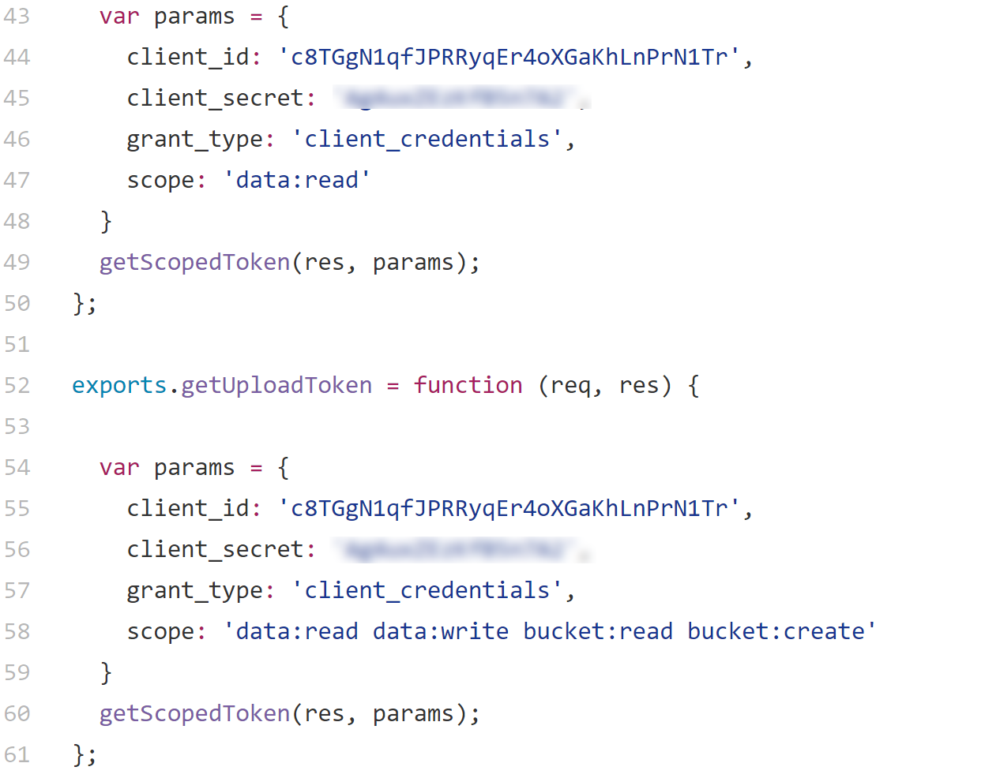 43 var params = {
44 client_id: 'c8TGgN1qfJPRRyqEr4oXGaKhLnPrN1Tr',
45 client_secret:
46 grant_type: 'client_credentials',
47 scope: 'data:read'
48 }
49 getScopedToken(res, params);
50 };
51
52 exports.getUploadToken = function (req, res) {
53
54 var params = {
55 client_id: 'c8TGgN1qfJPRRyqEr4oXGaKhLnPrN1Tr',
56 client_secret:
57 grant_type: 'client_credentials',
58 scope: 'data:read data:write bucket:read bucket:create'
59 }
60 getScopedToken(res, params);
61 };